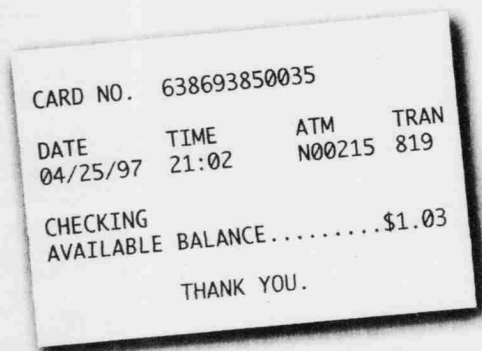 CARD NO. 638693850035
DATE TIME ATM TRAN
04/25/97 21:02 N00215 819
CHECKING
AVAILABLE BALANCE.........$1.03
THANK YOU.